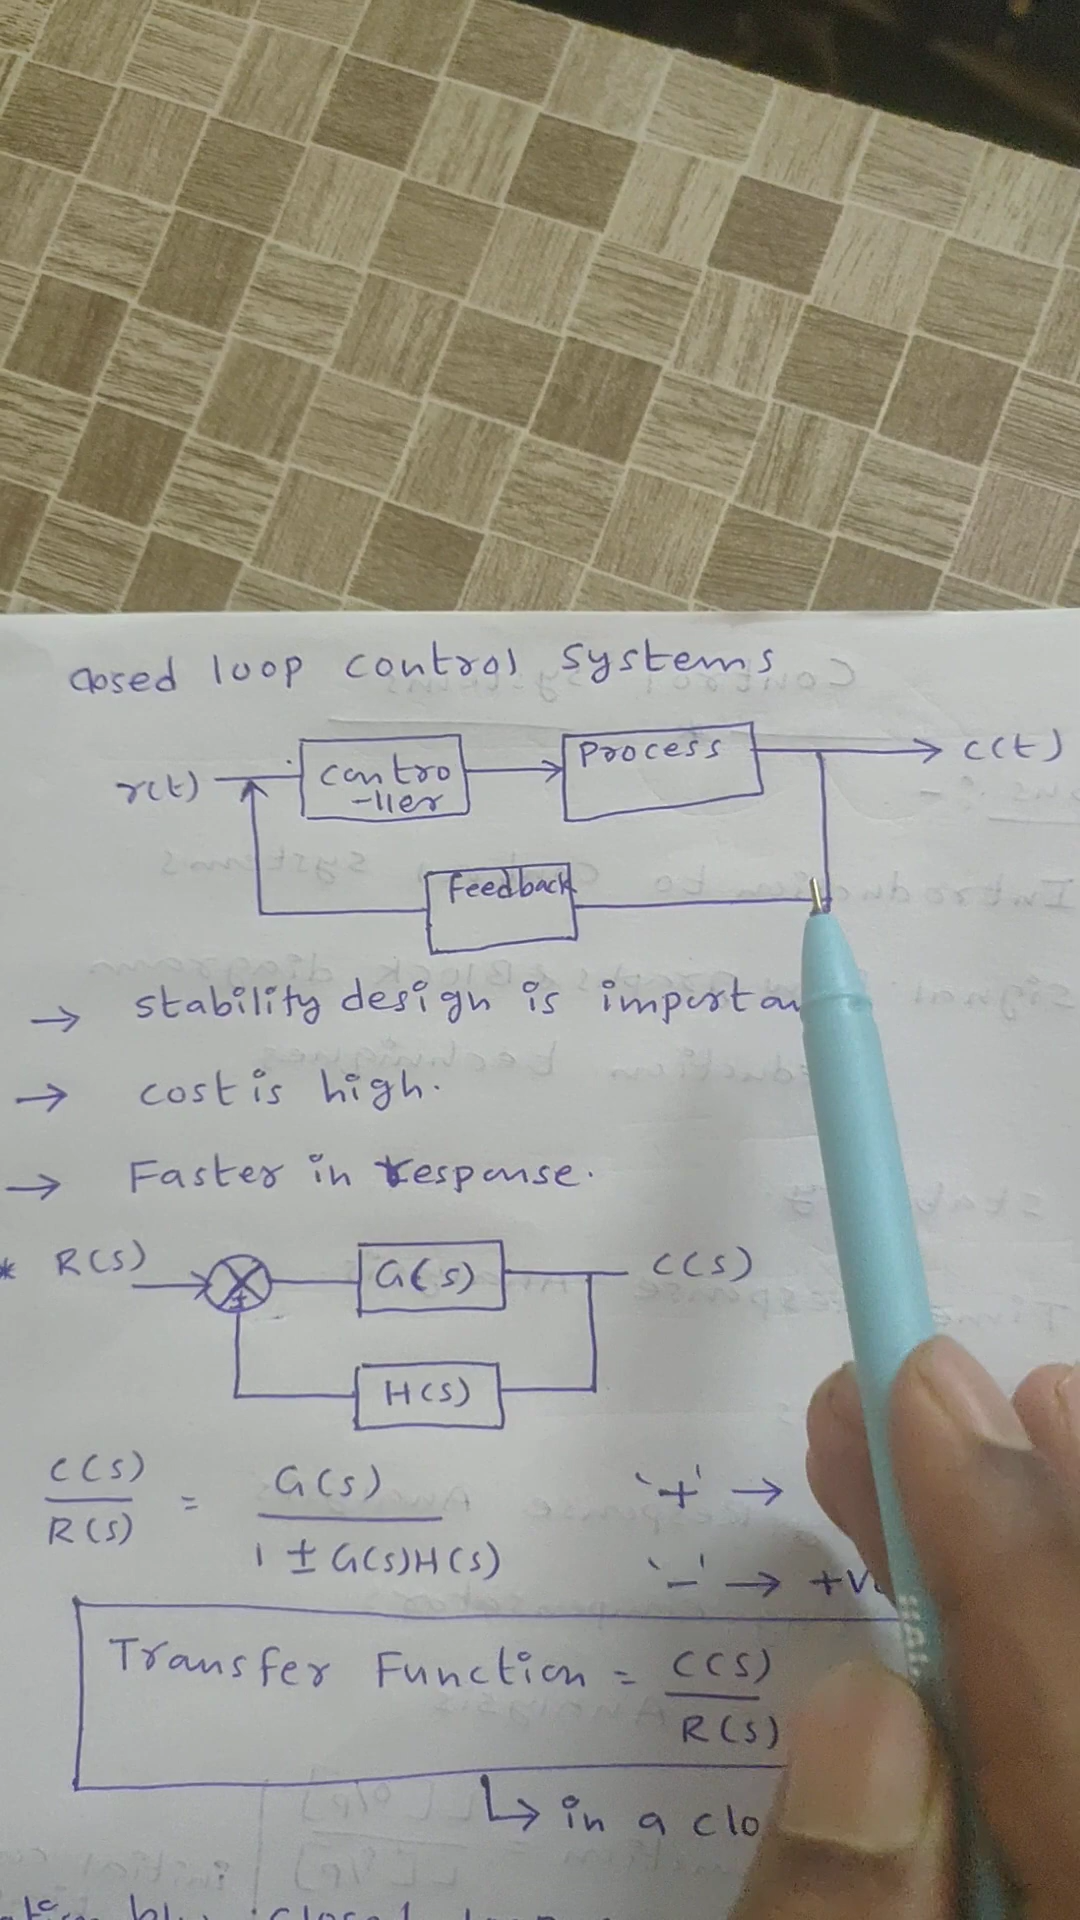 closed loop control systems
r(t)
contro
-ller
Process
c(t)
Feedback
→ stability design is importan
→ cost is high.
→ Faster in response.
* R(s)
±
G(s)
C(s)
H(s)
C(s)/R(s) = G(s)/1 ± G(s)H(s)
'+' →
'-' → +v
Transfer Function = C(s)/R(s)
↳ in a clo